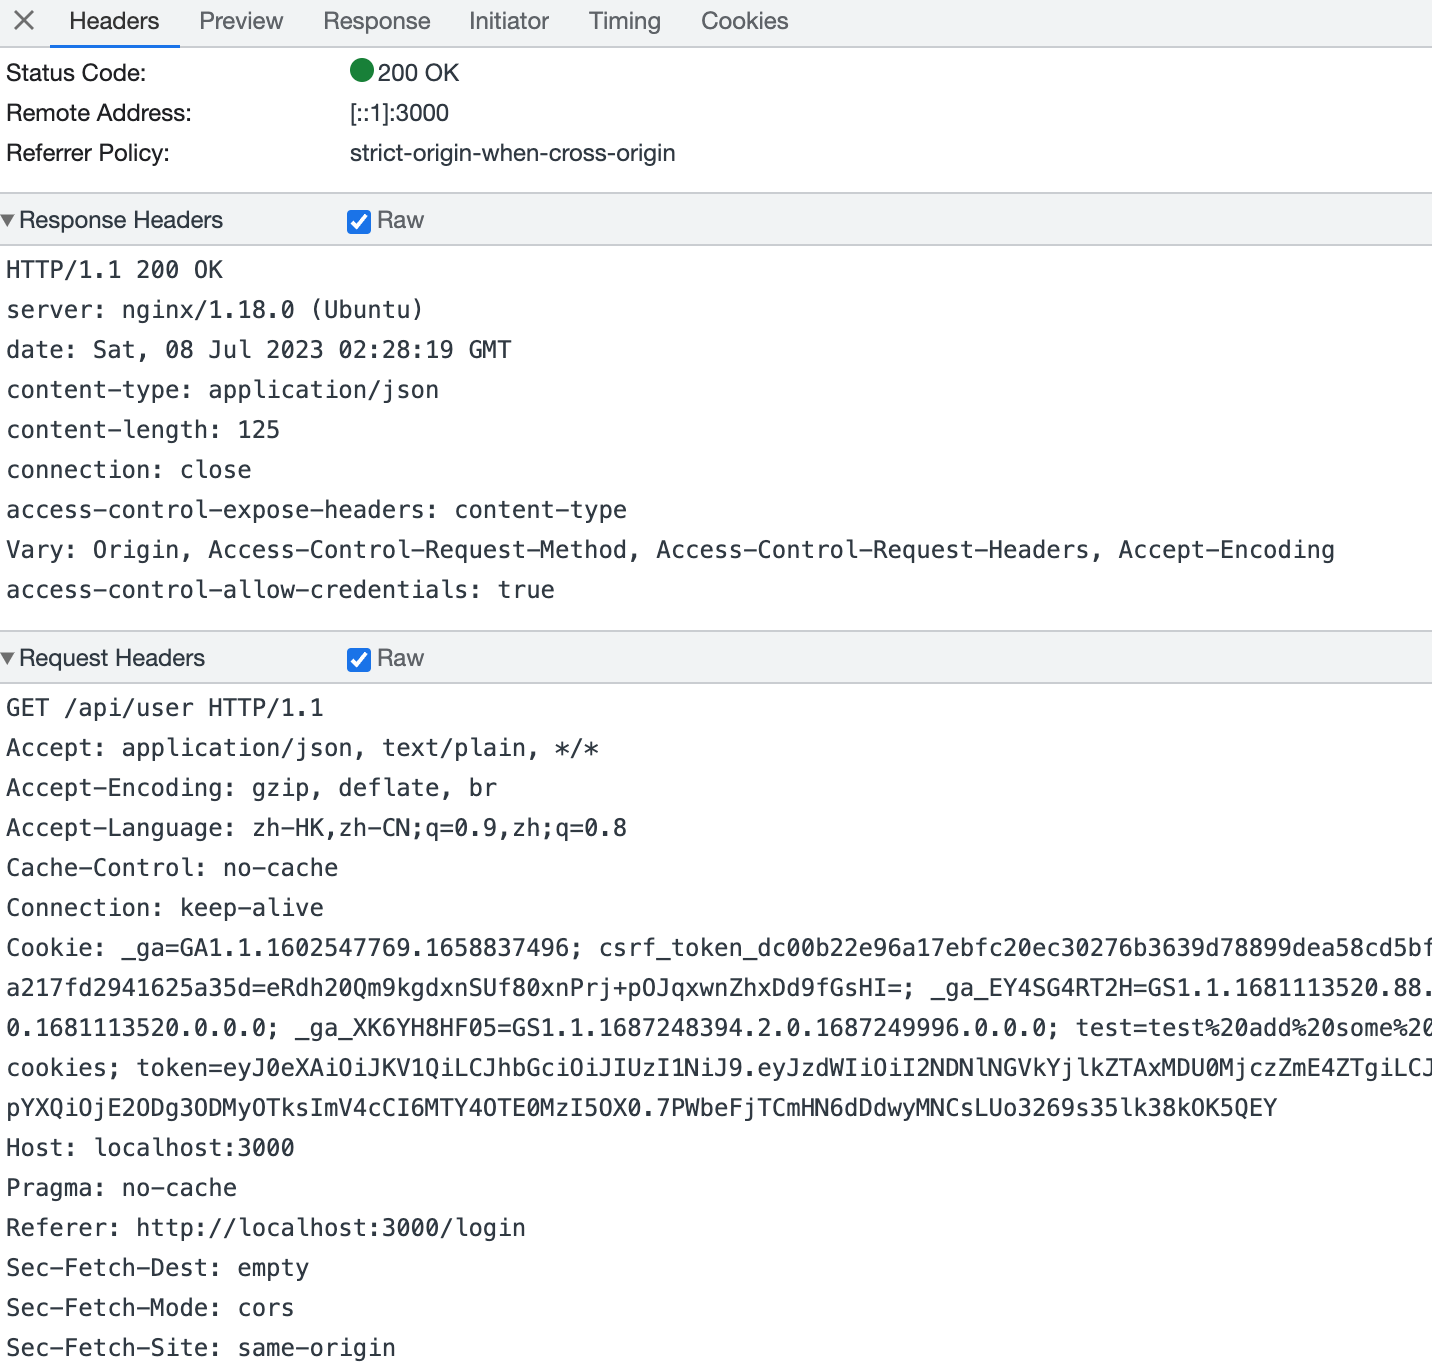 Headers Preview Response Initiator Timing Cookies
Status Code: 200 OK
Remote Address: [::1]:3000
Referrer Policy: strict-origin-when-cross-origin
Response Headers Raw
HTTP/1.1 200 OK
server: nginx/1.18.0 (Ubuntu)
date: Sat, 08 Jul 2023 02:28:19 GMT
content-type: application/json
content-length: 125
connection: close
access-control-expose-headers: content-type
Vary: Origin, Access-Control-Request-Method, Access-Control-Request-Headers, Accept-Encoding
access-control-allow-credentials: true
Request Headers Raw
GET /api/user HTTP/1.1
Accept: application/json, text/plain, */*
Accept-Encoding: gzip, deflate, br
Accept-Language: zh-HK,zh-CN;q=0.9,zh;q=0.8
Cache-Control: no-cache
Connection: keep-alive
Cookie: _ga=GA1.1.1602547769.1658837496; csrf_token_dc00b22e96a17ebfc20ec30276b3639d78899dea58cd5bf
a217fd2941625a35d=eRdh20Qm9kgdxnSUf80xnPrj+pOJqxwnZhxDd9fGsHI=; _ga_EY4SG4RT2H=GS1.1.1681113520.88.
0.1681113520.0.0.0; _ga_XK6YH8HF05=GS1.1.1687248394.2.0.1687249996.0.0.0; test=test%20add%20some%20
cookies; token=eyJ0eXAiOiJKV1QiLCJhbGciOiJIUzI1NiJ9.eyJzdWIiOiI2NDNlNGVkYjlkZTAxMDU0MjczZmE4ZTgiLCJ
pYXQiOjE2ODg3ODMyOTksImV4cCI6MTY4OTE0MzI5OX0.7PWbeFjTCmHN6dDdwyMNCsLUo3269s35lk38kOK5QEY
Host: localhost:3000
Pragma: no-cache
Referer: http://localhost:3000/login
Sec-Fetch-Dest: empty
Sec-Fetch-Mode: cors
Sec-Fetch-Site: same-origin